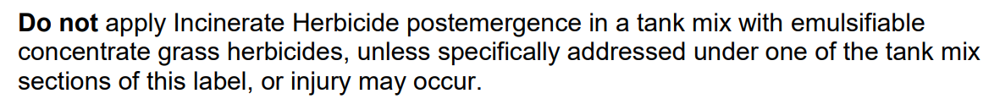 Do not apply Incinerate Herbicide postemergence in a tank mix with emulsifiable
concentrate grass herbicides, unless specifically addressed under one of the tank mix
sections of this label, or injury may occur.